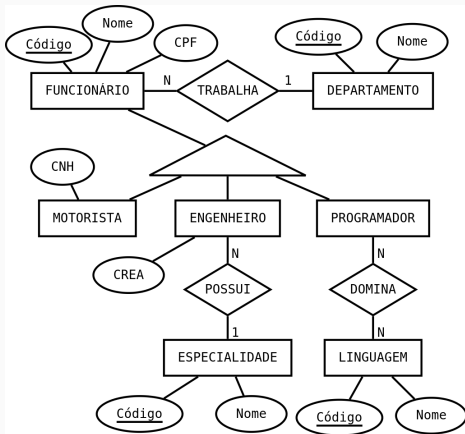 Código
Nome
CPF
Código
Nome
FUNCIONÁRIO
N
TRABALHA
1
DEPARTAMENTO
CNH
MOTORISTA
ENGENHEIRO
PROGRAMADOR
CREA
N
N
POSSUI
DOMINA
1
N
ESPECIALIDADE
LINGUAGEM
Código
Nome
Código
Nome